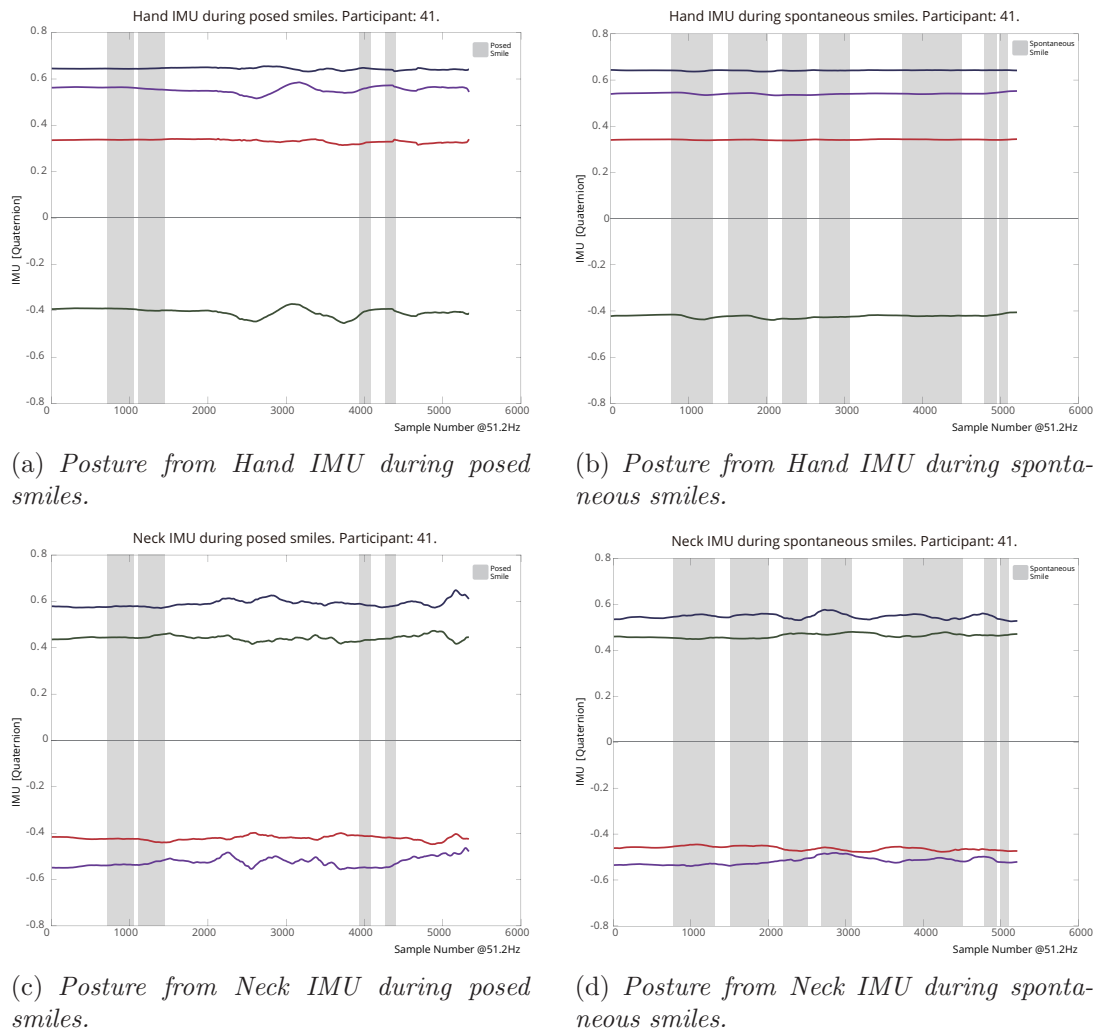 Hand IMU during posed smiles. Participant: 41.
0.8
0.6
0.4
0.2
0
-0.2
-0.4
-0.6
-0.8
IMU [Quaternion]
Posed
Smile
0 1000 2000 3000 4000 5000 6000
Sample Number @51.2Hz
(a) Posture from Hand IMU during posed
smiles.
Hand IMU during spontaneous smiles. Participant: 41.
0.8
0.6
0.4
0.2
0
-0.2
-0.4
-0.6
-0.8
IMU [Quaternion]
Spontaneous
Smile
0 1000 2000 3000 4000 5000 6000
Sample Number @51.2Hz
(b) Posture from Hand IMU during sponta-
neous smiles.
Neck IMU during posed smiles. Participant: 41.
0.8
0.6
0.4
0.2
0
-0.2
-0.4
-0.6
-0.8
IMU [Quaternion]
Posed
Smile
0 1000 2000 3000 4000 5000 6000
Sample Number @51.2Hz
(c) Posture from Neck IMU during posed
smiles.
Neck IMU during spontaneous smiles. Participant: 41.
0.8
0.6
0.4
0.2
0
-0.2
-0.4
-0.6
-0.8
IMU [Quaternion]
Spontaneous
Smile
0 1000 2000 3000 4000 5000 6000
Sample Number @51.2Hz
(d) Posture from Neck IMU during sponta-
neous smiles.